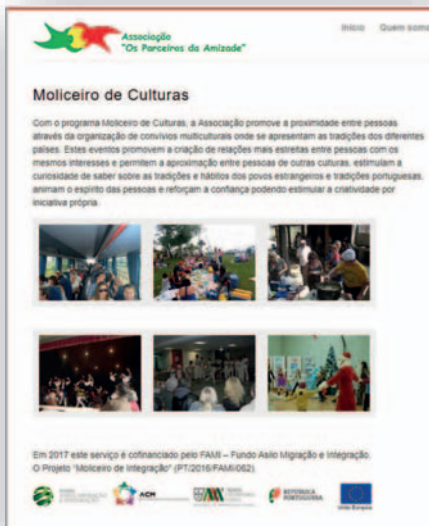 Associação
"Os Parceiros da Amizade"
Início Quem somo
Moliceiro de Culturas
Com o programa Moliceiro de Culturas, a Associação promove a proximidade entre pessoas
através da organização de convívios multiculturais onde se apresentam as tradições dos diferentes
países. Estes eventos promovem a criação de relações mais estreitas entre pessoas com os
mesmos interesses e permitem a aproximação entre pessoas de outras culturas, estimulam a
curiosidade de saber sobre as tradições e hábitos dos povos estrangeiros e tradições portuguesas,
animam o espírito das pessoas e reforçam a confiança podendo estimular a criatividade por
iniciativa própria.
Em 2017 este serviço é cofinanciado pelo FAMI – Fundo Asilo Migração e Integração.
O Projeto "Moliceiro de Integração" (PT/2016/FAMI/062)
ACM
REPÚBLICA
PORTUGUESA
União Europeia